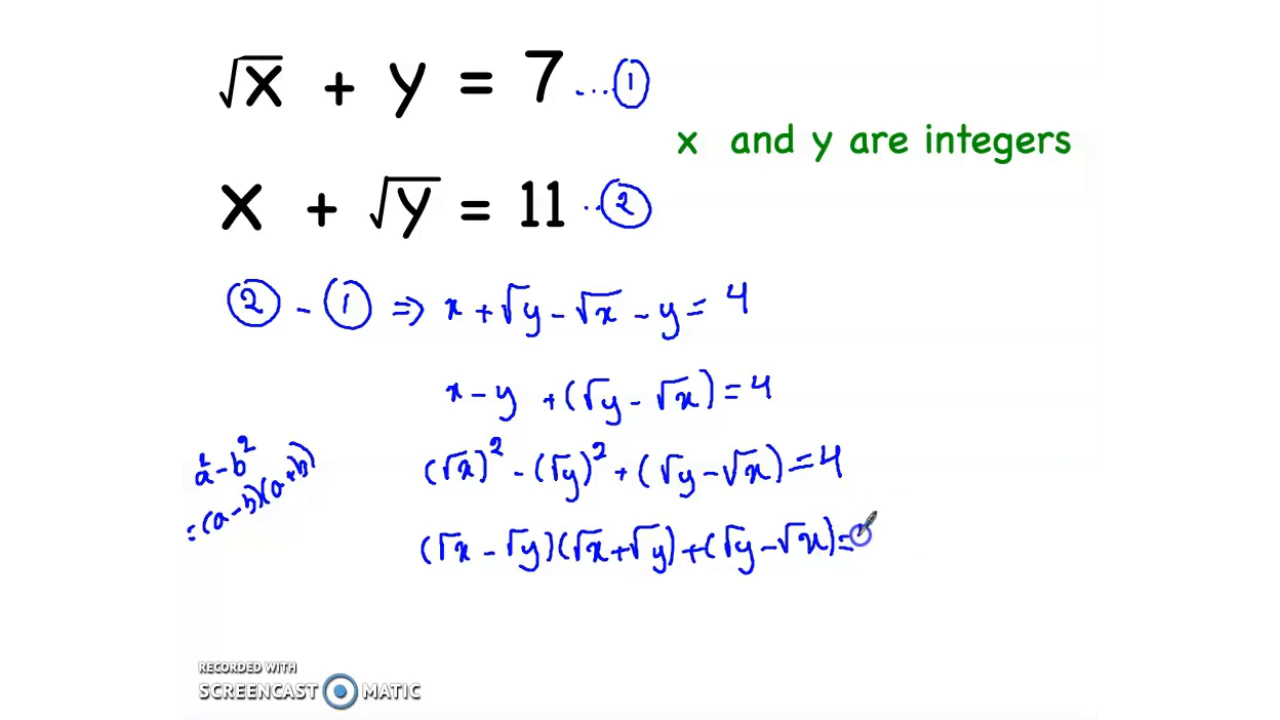 √x + y = 7 ...①
x and y are integers
x + √y = 11 ..②
② - ① ⇒ x + √y - √x - y = 4
x - y + (√y - √x) = 4
a² - b²
= (a - b)(a + b)
(√x)² - (√y)² + (√y - √x) = 4
(√x - √y)(√x + √y) + (√y - √x) =
RECORDED WITH
SCREENCAST MATIC